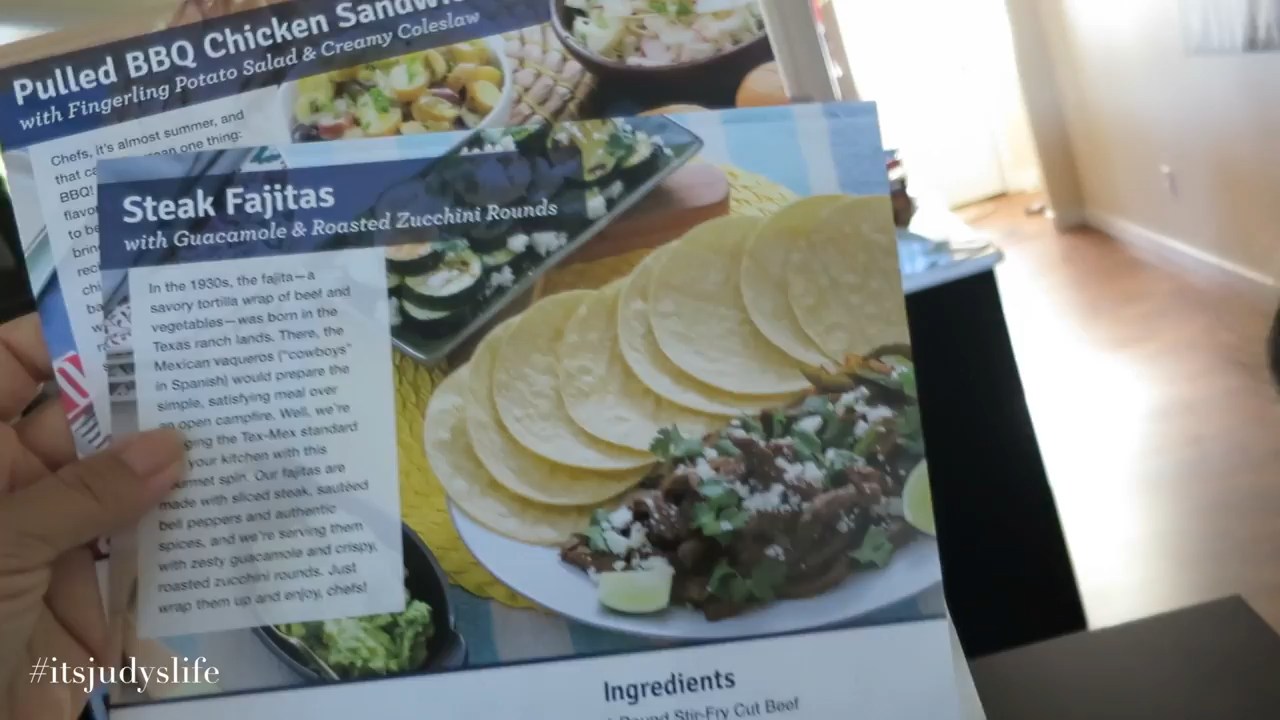 Pulled BBQ Chicken
with Fingerling Potato Salad & Creamy Coleslaw
Chefs, it's almost summer, and
that
one thing:
BBQ!
to be
Steak Fajitas
with Guacamole & Roasted Zucchini Rounds
In the 1930s, the fajita—a
savory tortilla wrap of beef and
vegetables—was born in the
Texas ranch lands. There, the
Mexican vaqueros ("cowboys"
in Spanish) would prepare the
simple, satisfying meal over
an open campfire. Well, we're
the Tex-Mex standard
your kitchen with this
spin. Our fajitas are
made with sliced steak, sautéed
bell peppers and authentic
spices, and we're serving them
with zesty guacamole and crispy,
roasted zucchini rounds. Just
wrap them up and enjoy, chefs!
Ingredients
Pound Stir-Fry Cut Beef
#itsjudyslife